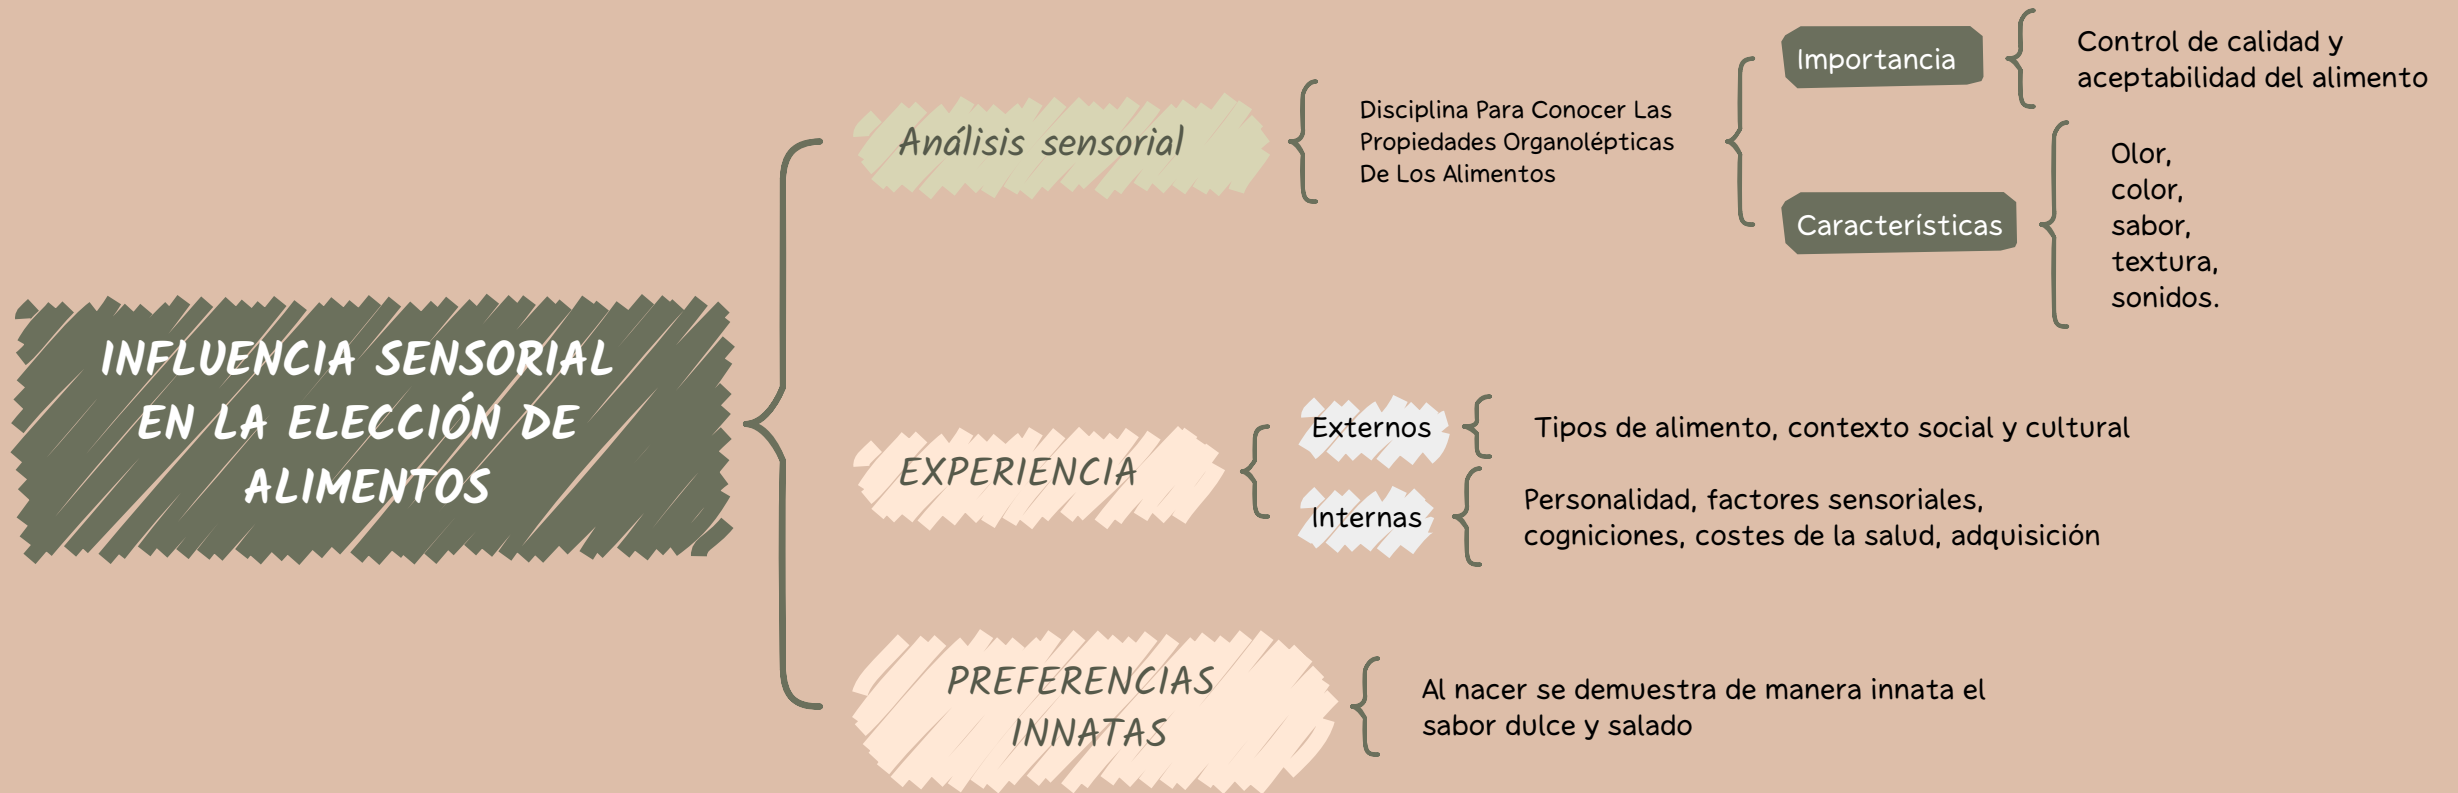 INFLUENCIA SENSORIAL
EN LA ELECCIÓN DE
ALIMENTOS
Análisis sensorial
Disciplina Para Conocer Las
Propiedades Organolépticas
De Los Alimentos
Importancia
Control de calidad y
aceptabilidad del alimento
Características
Olor,
color,
sabor,
textura,
sonidos.
EXPERIENCIA
Externos
Tipos de alimento, contexto social y cultural
Internas
Personalidad, factores sensoriales,
cogniciones, costes de la salud, adquisición
PREFERENCIAS
INNATAS
Al nacer se demuestra de manera innata el
sabor dulce y salado